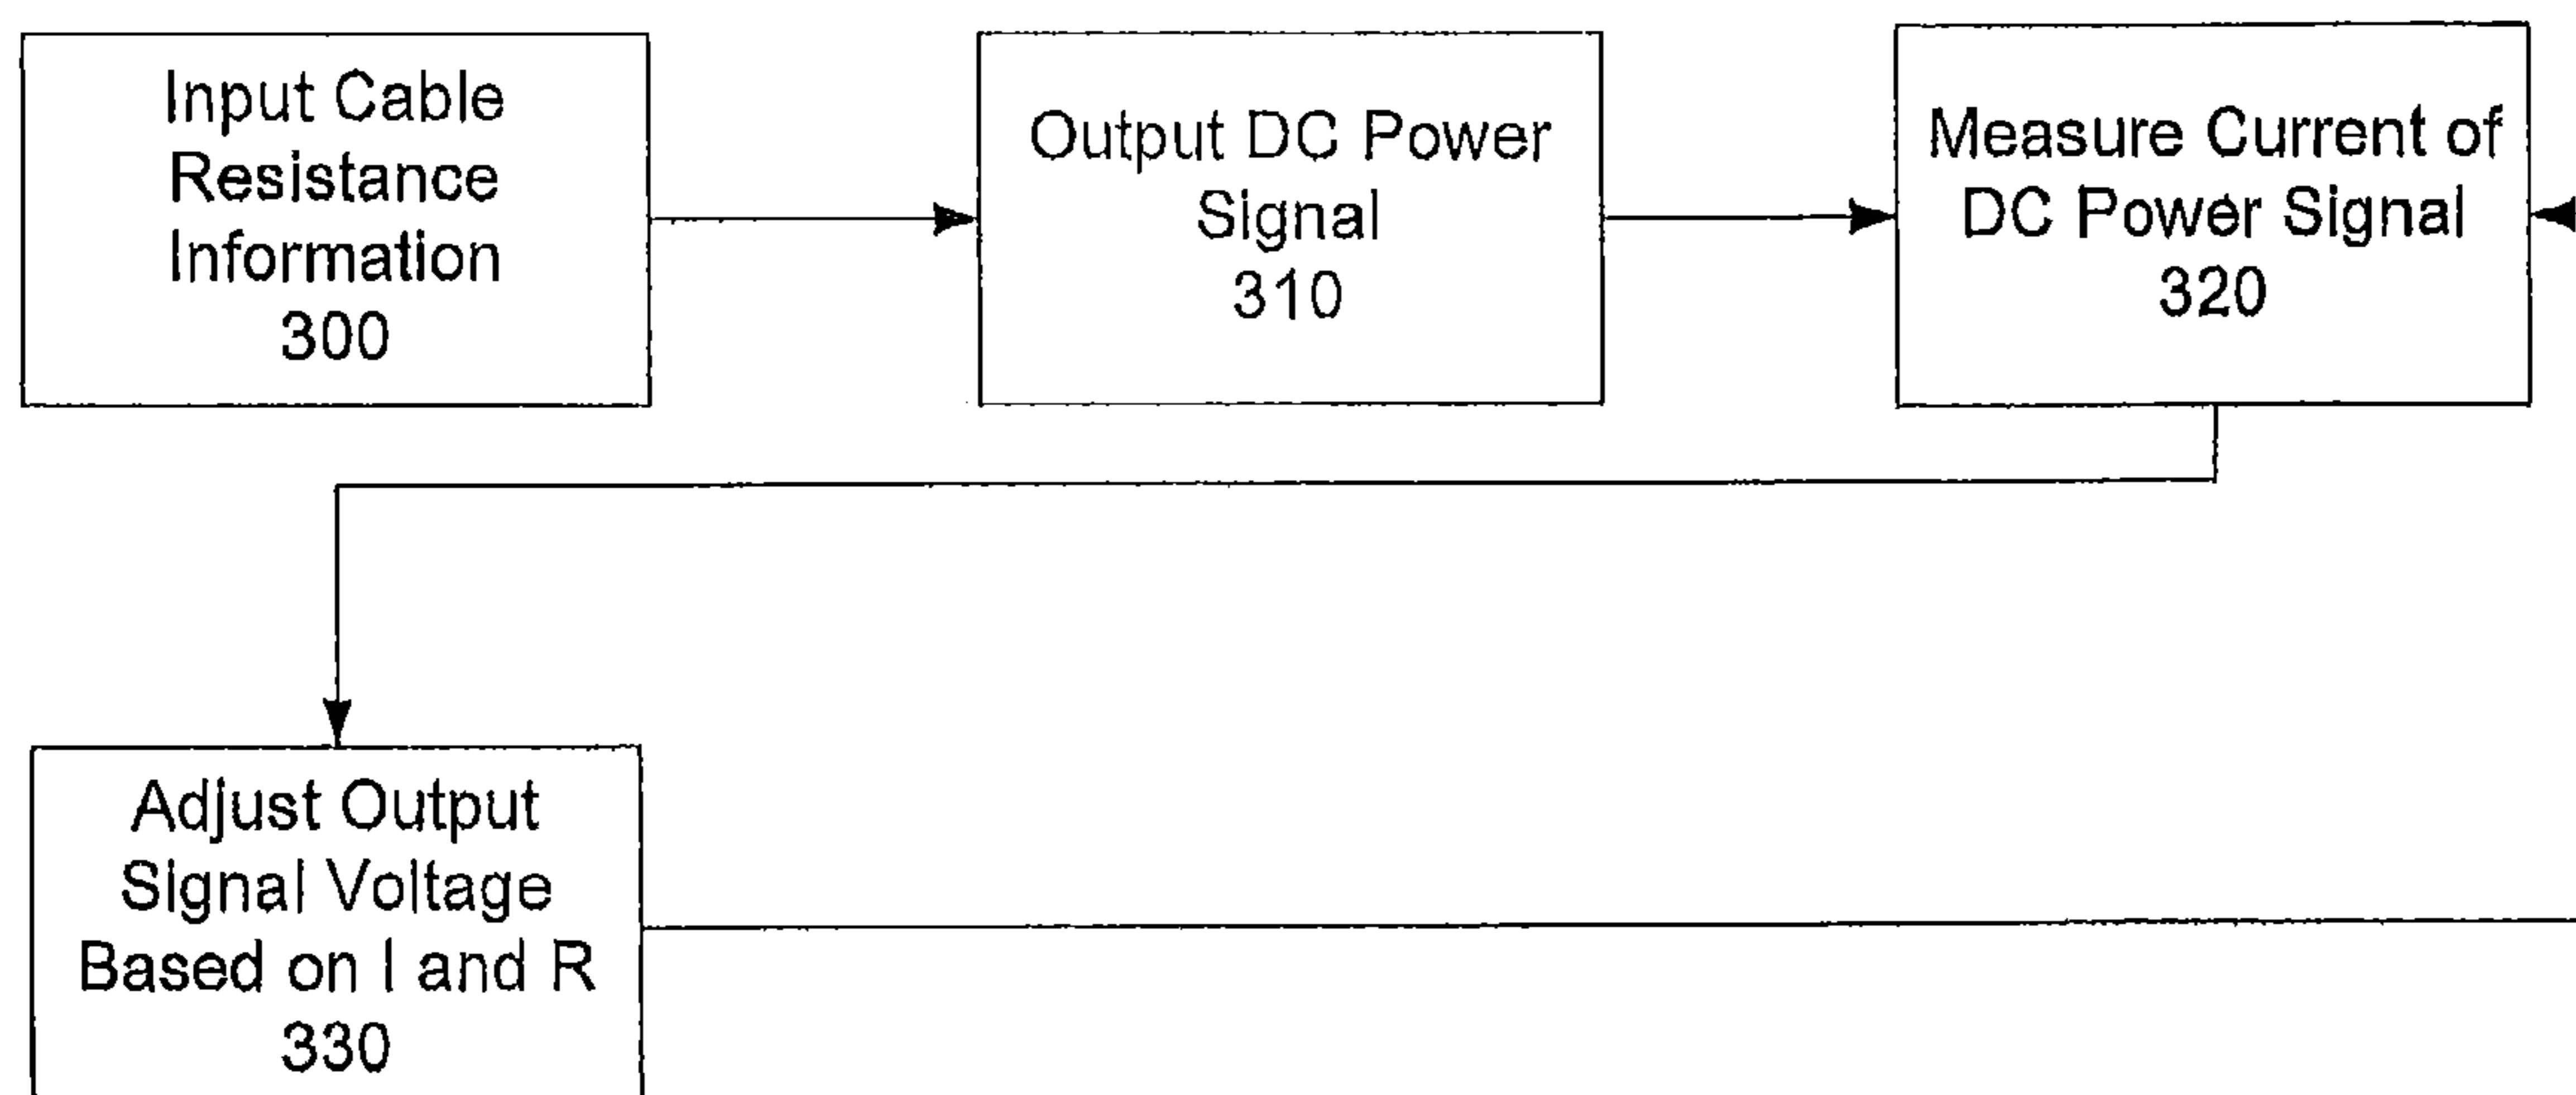 Input Cable
Resistance
Information
300
Output DC Power
Signal
310
Measure Current of
DC Power Signal
320
Adjust Output
Signal Voltage
Based on I and R
330